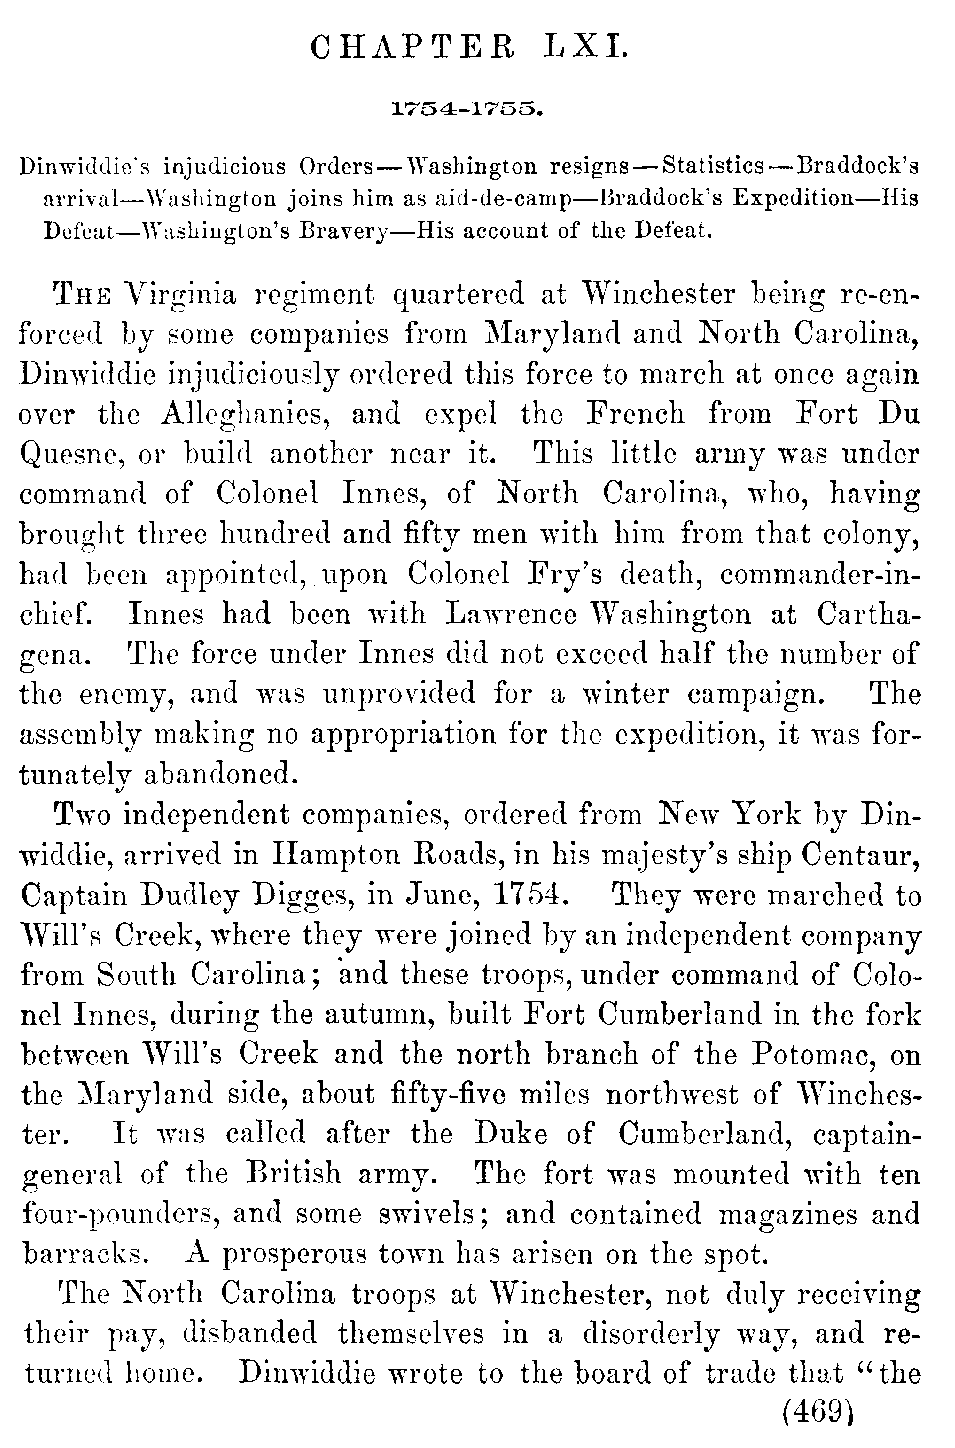 CHAPTER LXI.
1754-1755.
Dinwiddie's injudicious Orders—Washington resigns—Statistics—Braddock's
arrival—Washington joins him as aid-de-camp—Braddock's Expedition—His
Defeat—Washington's Bravery—His account of the Defeat.
THE Virginia regiment quartered at Winchester being re-en-
forced by some companies from Maryland and North Carolina,
Dinwiddie injudiciously ordered this force to march at once again
over the Alleghanies, and expel the French from Fort Du
Quesne, or build another near it. This little army was under
command of Colonel Innes, of North Carolina, who, having
brought three hundred and fifty men with him from that colony,
had been appointed, upon Colonel Fry's death, commander-in-
chief. Innes had been with Lawrence Washington at Cartha-
gena. The force under Innes did not exceed half the number of
the enemy, and was unprovided for a winter campaign. The
assembly making no appropriation for the expedition, it was for-
tunately abandoned.
Two independent companies, ordered from New York by Din-
widdie, arrived in Hampton Roads, in his majesty's ship Centaur,
Captain Dudley Digges, in June, 1754. They were marched to
Will's Creek, where they were joined by an independent company
from South Carolina; and these troops, under command of Colo-
nel Innes, during the autumn, built Fort Cumberland in the fork
between Will's Creek and the north branch of the Potomac, on
the Maryland side, about fifty-five miles northwest of Winches-
ter. It was called after the Duke of Cumberland, captain-
general of the British army. The fort was mounted with ten
four-pounders, and some swivels; and contained magazines and
barracks. A prosperous town has arisen on the spot.
The North Carolina troops at Winchester, not duly receiving
their pay, disbanded themselves in a disorderly way, and re-
turned home. Dinwiddie wrote to the board of trade that "the
(469)